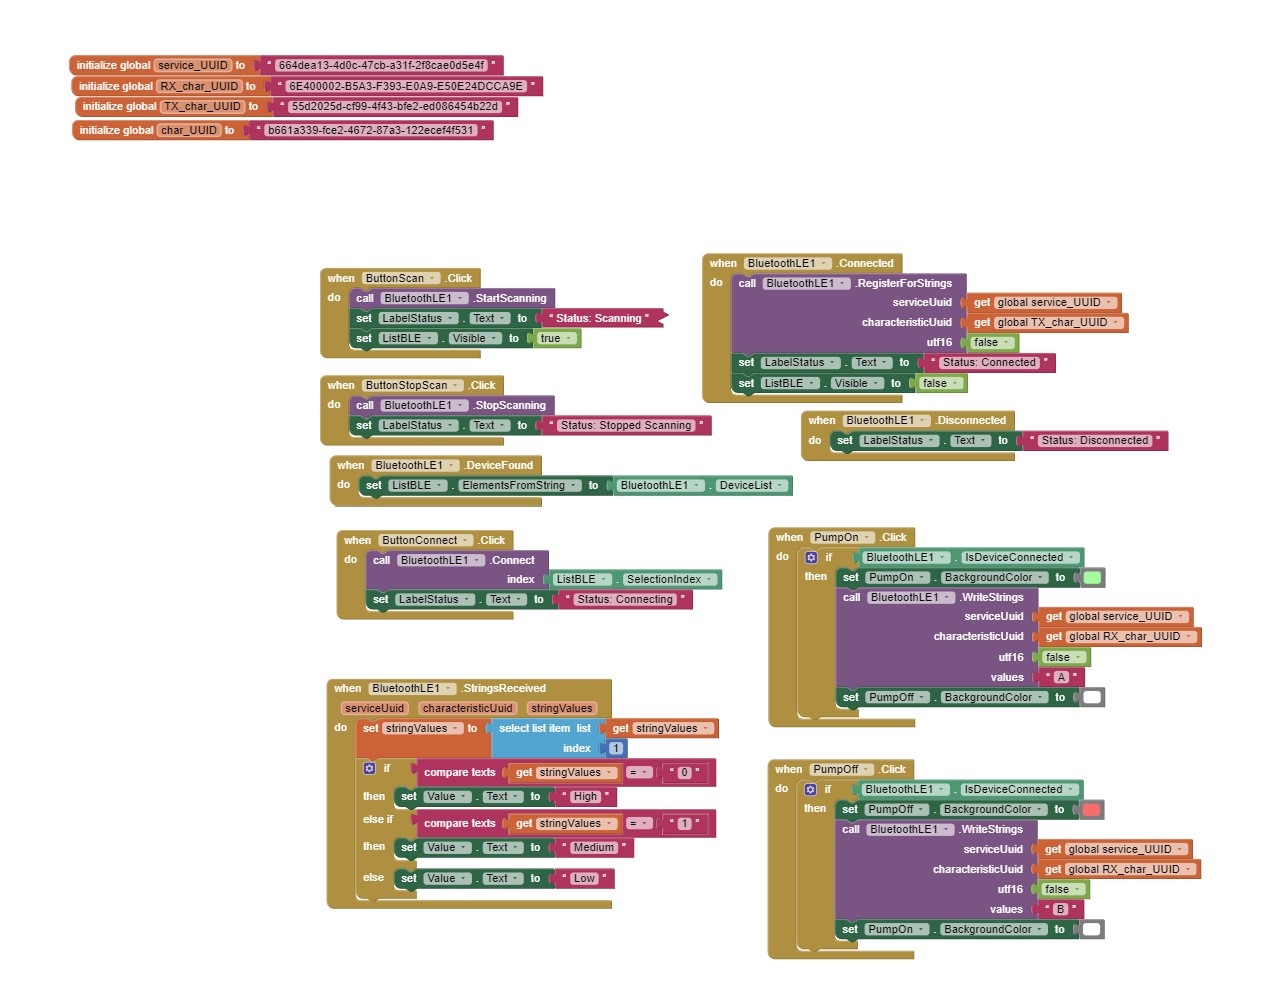 initialize global service_UUID to " 664dea13-4d0c-47cb-a31f-2f8cae0d5e4f "
initialize global RX_char_UUID to " 6E400002-B5A3-F393-E0A9-E50E24DCCA9E "
initialize global TX_char_UUID to " 55d2025d-cf99-4f43-bfe2-ed086454b22d "
initialize global char_UUID to " b661a339-fce2-4672-87a3-122ecef4f531 "
when ButtonScan .Click
do call BluetoothLE1 .StartScanning
set LabelStatus . Text to " Status: Scanning "
set ListBLE . Visible to true
when ButtonStopScan .Click
do call BluetoothLE1 .StopScanning
set LabelStatus . Text to " Status: Stopped Scanning "
when BluetoothLE1 .DeviceFound
do set ListBLE . ElementsFromString to BluetoothLE1 . DeviceList
when ButtonConnect .Click
do call BluetoothLE1 .Connect
index ListBLE . SelectionIndex
set LabelStatus . Text to " Status: Connecting "
when BluetoothLE1 .StringsReceived
serviceUuid characteristicUuid stringValues
do set stringValues to select list item list get stringValues
index 1
if compare texts get stringValues = " 0 "
then set Value . Text to " High "
else if compare texts get stringValues = " 1 "
then set Value . Text to " Medium "
else set Value . Text to " Low "
when BluetoothLE1 .Connected
do call BluetoothLE1 .RegisterForStrings
serviceUuid get global service_UUID
characteristicUuid get global TX_char_UUID
utf16 false
set LabelStatus . Text to " Status: Connected "
set ListBLE . Visible to false
when BluetoothLE1 .Disconnected
do set LabelStatus . Text to " Status: Disconnected "
when PumpOn .Click
do if BluetoothLE1 . IsDeviceConnected
then set PumpOn . BackgroundColor to
call BluetoothLE1 .WriteStrings
serviceUuid get global service_UUID
characteristicUuid get global RX_char_UUID
utf16 false
values " A "
set PumpOff . BackgroundColor to
when PumpOff .Click
do if BluetoothLE1 . IsDeviceConnected
then set PumpOff . BackgroundColor to
call BluetoothLE1 .WriteStrings
serviceUuid get global service_UUID
characteristicUuid get global RX_char_UUID
utf16 false
values " B "
set PumpOn . BackgroundColor to